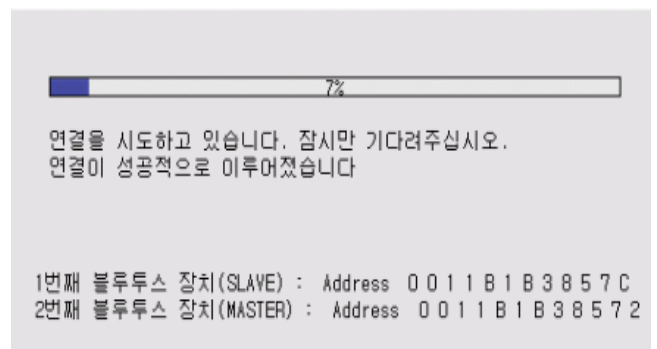 7%
연결을 시도하고 있습니다. 잠시만 기다려주십시오.
연결이 성공적으로 이루어졌습니다
1번째 블루투스 장치(SLAVE) : Address 0 0 1 1 B 1 B 3 8 5 7 C
2번째 블루투스 장치(MASTER) : Address 0 0 1 1 B 1 B 3 8 5 7 2